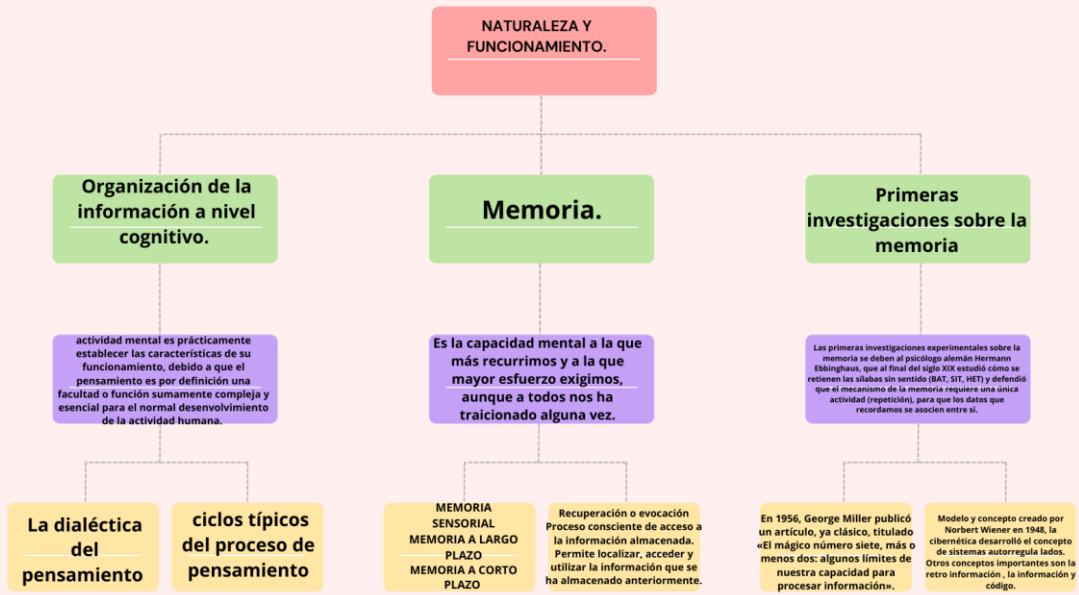 NATURALEZA Y
FUNCIONAMIENTO.
Organización de la
información a nivel
cognitivo.
Memoria.
Primeras
investigaciones sobre la
memoria
actividad mental es prácticamente
establecer las características de su
funcionamiento, debido a que el
pensamiento es por definición una
facultad o función sumamente compleja y
esencial para el normal desenvolvimiento
de la actividad humana.
Es la capacidad mental a la que
más recurrimos y a la que
mayor esfuerzo exigimos,
aunque a todos nos ha
traicionado alguna vez.
Las primeras investigaciones experimentales sobre la
memoria se deben al psicólogo alemán Hermann
Ebbinghaus, que al final del siglo XIX estudió cómo se
retienen las sílabas sin sentido (BAT, SIT, HET) y defendió
que el mecanismo de la memoria requiere una única
actividad (repetición), para que los datos que
recordamos se asocien entre sí.
La dialéctica
del
pensamiento
ciclos típicos
del proceso de
pensamiento
MEMORIA
SENSORIAL
MEMORIA A LARGO
PLAZO
MEMORIA A CORTO
PLAZO
Recuperación o evocación
Proceso consciente de acceso a
la información almacenada.
Permite localizar, acceder y
utilizar la información que se
ha almacenado anteriormente.
En 1956, George Miller publicó
un artículo, ya clásico, titulado
«El mágico número siete, más o
menos dos: algunos límites de
nuestra capacidad para
procesar información».
Modelo y concepto creado por
Norbert Wiener en 1948, la
cibernética desarrolló el concepto
de sistemas autorregula lados.
Otros conceptos importantes son la
retro información , la información y
código.